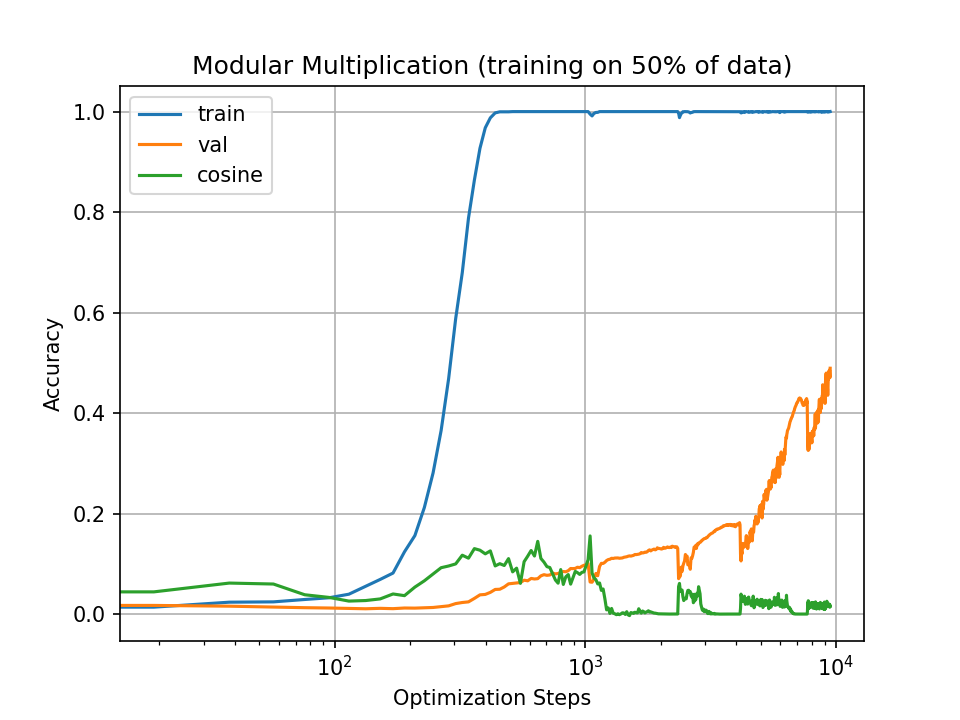 Modular Multiplication (training on 50% of data)
train
val
cosine
1.0
0.8
0.6
0.4
0.2
0.0
Accuracy
10²
10³
10⁴
Optimization Steps